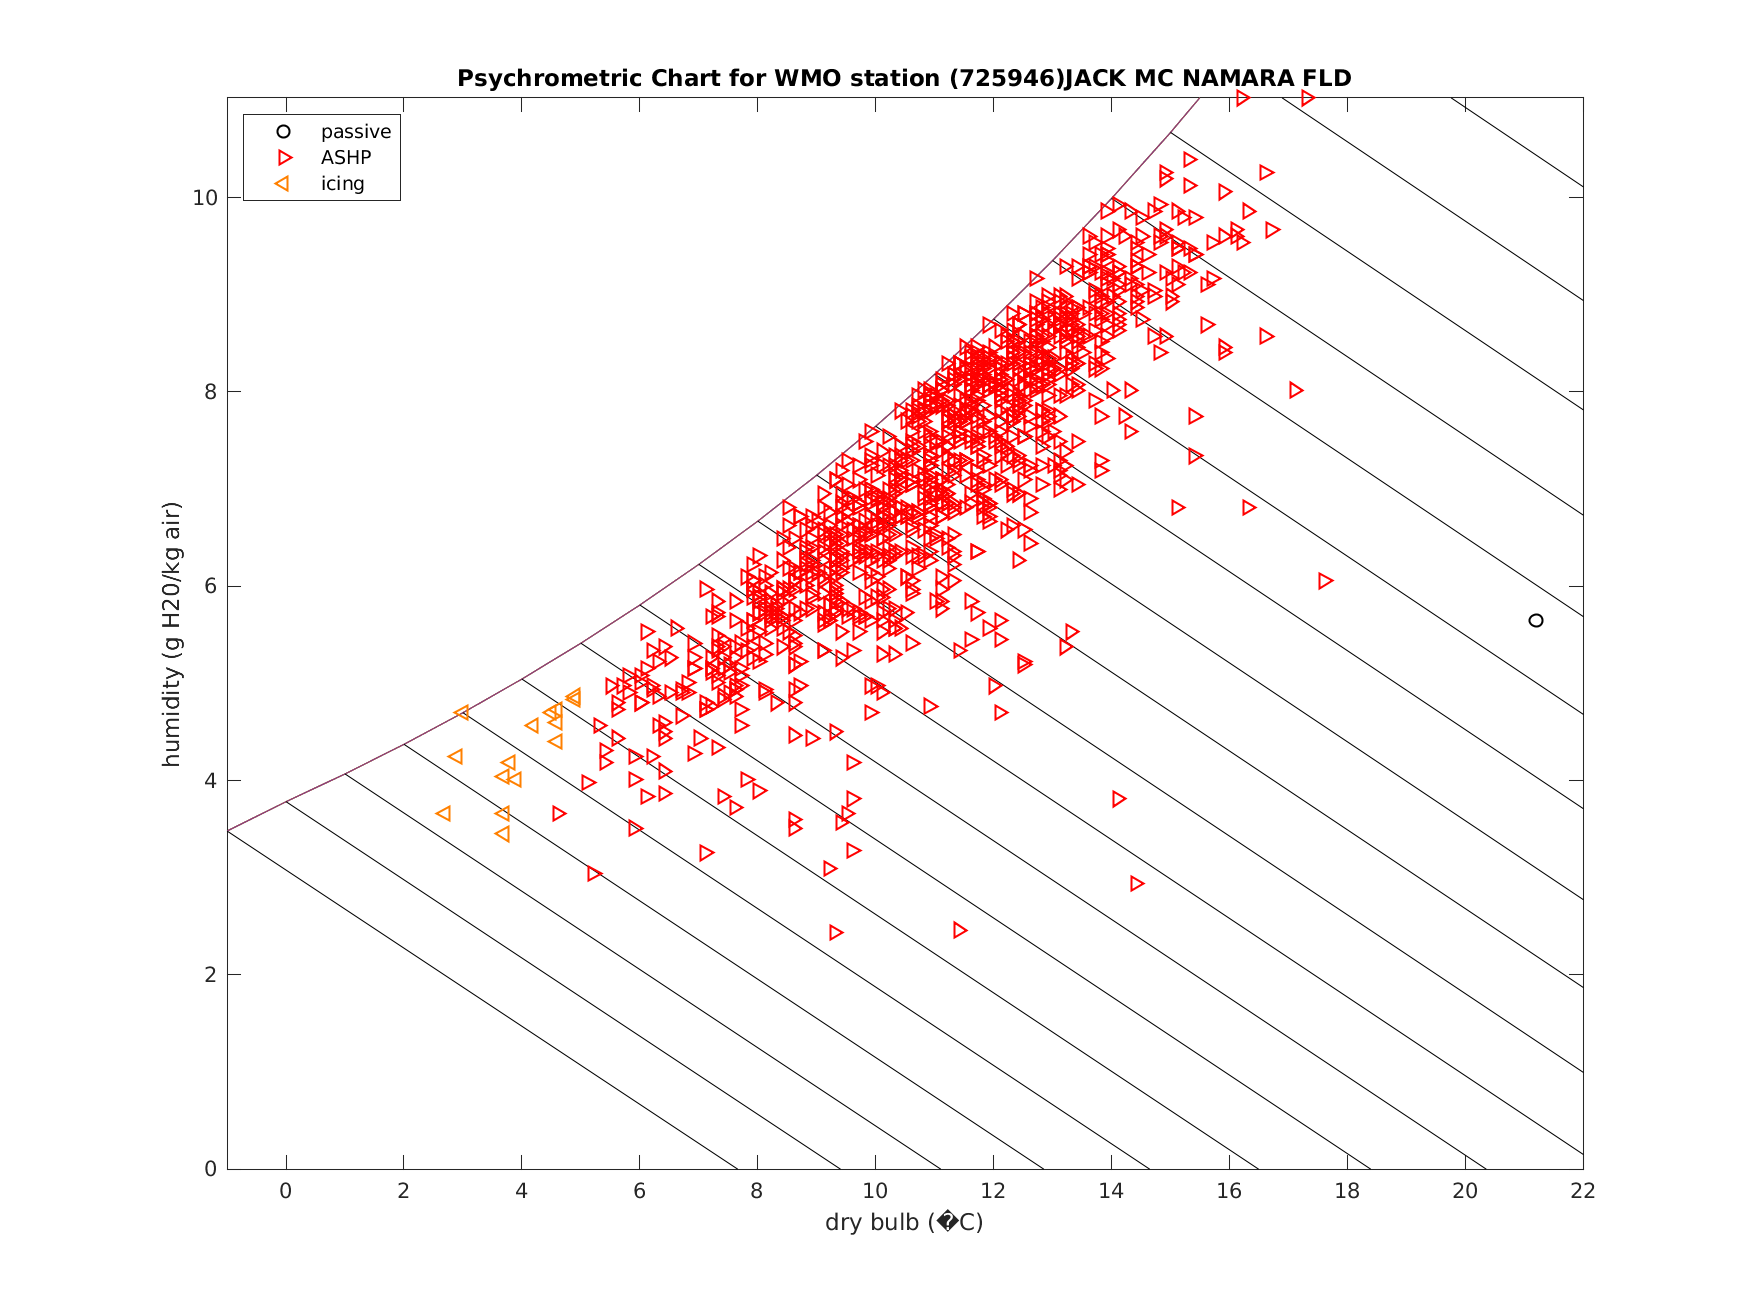 Psychrometric Chart for WMO station (725946)JACK MC NAMARA FLD
passive
ASHP
icing
10
8
6
4
2
0
humidity (g H20/kg air)
0 2 4 6 8 10 12 14 16 18 20 22
dry bulb (�C)